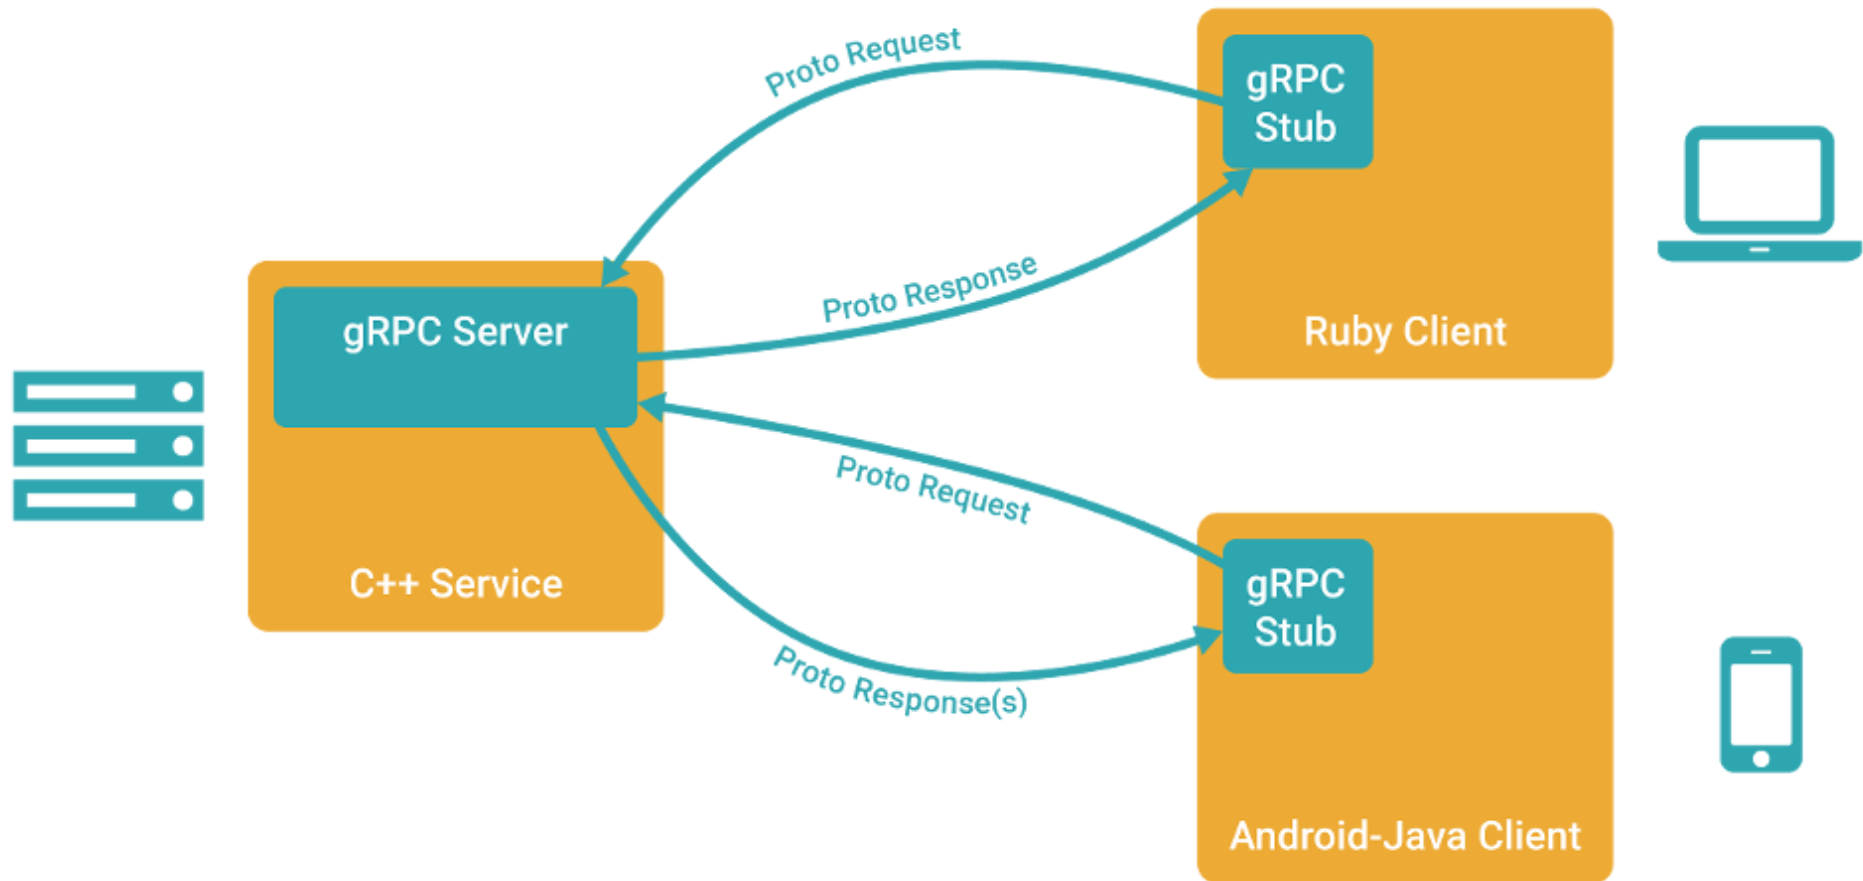 Proto Request
gRPC
Stub
Proto Response
Ruby Client
gRPC Server
C++ Service
Proto Request
gRPC
Stub
Proto Response(s)
Android-Java Client